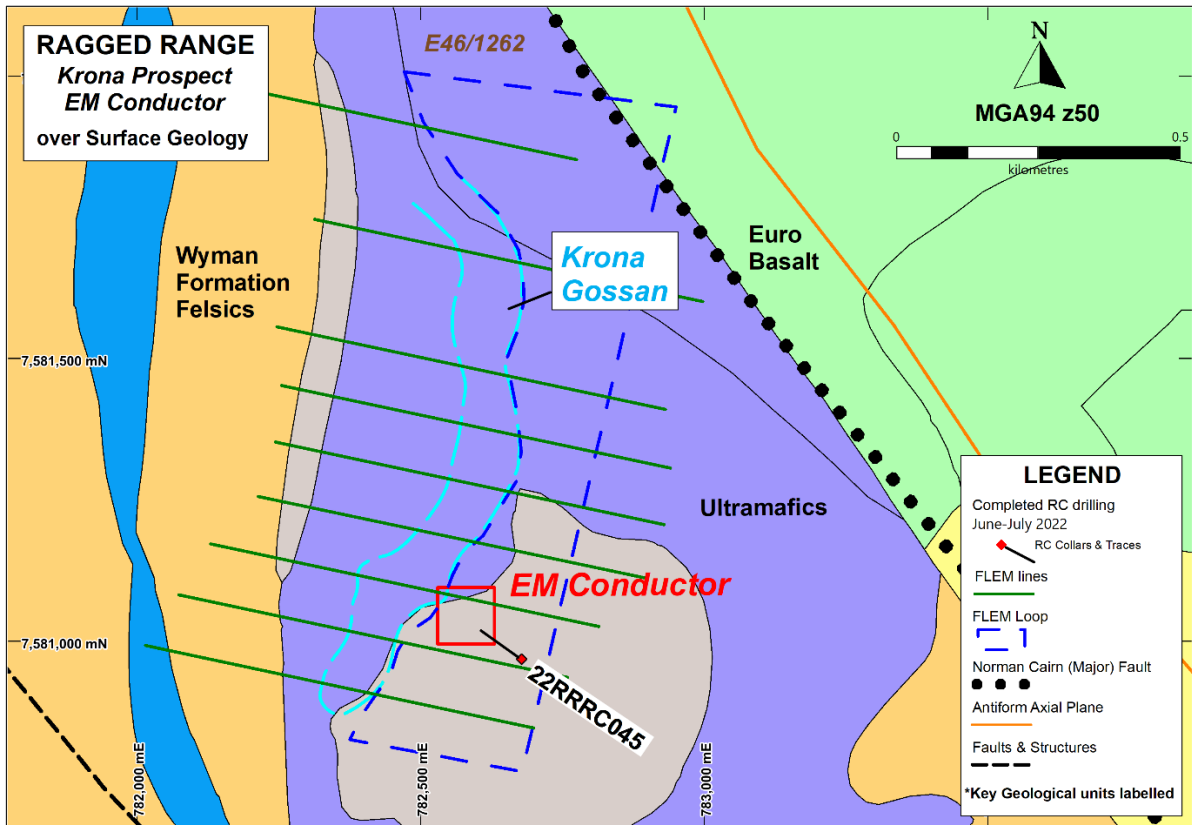 RAGGED RANGE
Krona Prospect
EM Conductor
over Surface Geology
E46/1262
N
MGA94 z50
0
0.5
kilometres
Wyman
Formation
Felsics
Krona
Gossan
Euro
Basalt
7,581,500 mN
Ultramafics
EM Conductor
7,581,000 mN
22RRRC045
782,000 mE
782,500 mE
783,000 mE
LEGEND
Completed RC drilling
June-July 2022
RC Collars & Traces
FLEM lines
FLEM Loop
Norman Cairn (Major) Fault
Antiform Axial Plane
Faults & Structures
*Key Geological units labelled